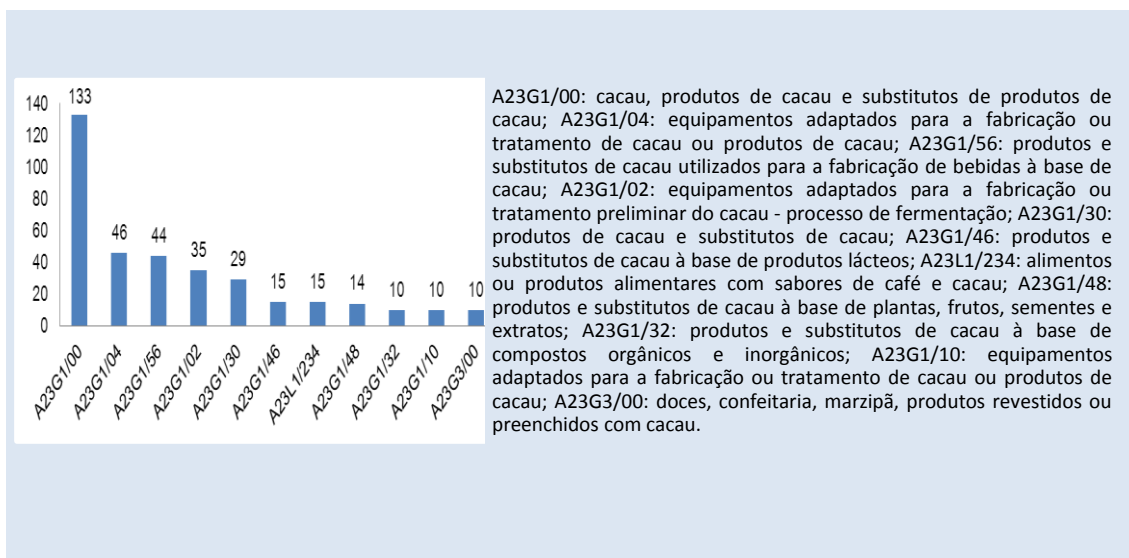 140
120
100
80
60
40
20
0
133
46
44
35
29
15
15
14
10
10
10
A23G1/00
A23G1/04
A23G1/56
A23G1/02
A23G1/30
A23G1/46
A23L1/234
A23G1/48
A23G1/32
A23G1/10
A23G3/00
A23G1/00: cacau, produtos de cacau e substitutos de produtos de
cacau; A23G1/04: equipamentos adaptados para a fabricação ou
tratamento de cacau ou produtos de cacau; A23G1/56: produtos e
substitutos de cacau utilizados para a fabricação de bebidas à base de
cacau; A23G1/02: equipamentos adaptados para a fabricação ou
tratamento preliminar do cacau - processo de fermentação; A23G1/30:
produtos de cacau e substitutos de cacau; A23G1/46: produtos e
substitutos de cacau à base de produtos lácteos; A23L1/234: alimentos
ou produtos alimentares com sabores de café e cacau; A23G1/48:
produtos e substitutos de cacau à base de plantas, frutos, sementes e
extratos; A23G1/32: produtos e substitutos de cacau à base de
compostos orgânicos e inorgânicos; A23G1/10: equipamentos
adaptados para a fabricação ou tratamento de cacau ou produtos de
cacau; A23G3/00: doces, confeitaria, marzipã, produtos revestidos ou
preenchidos com cacau.